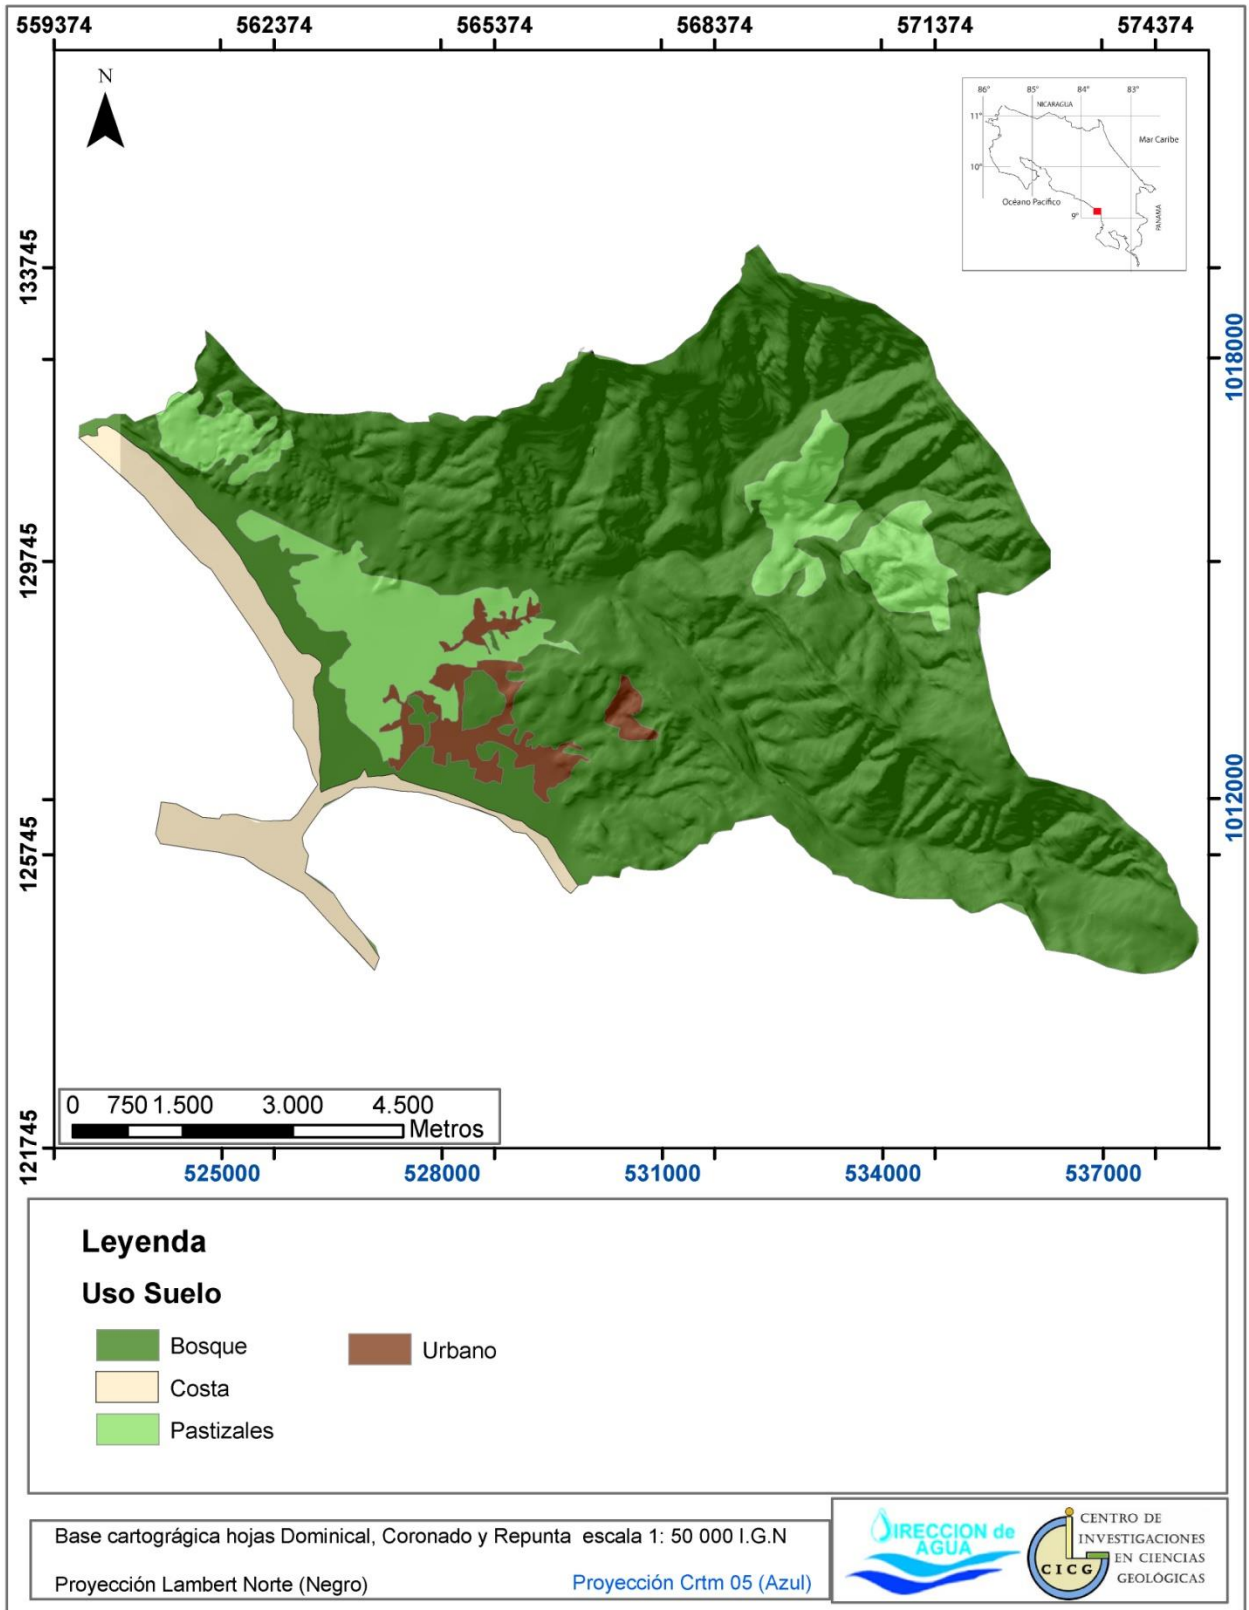 559374 562374 565374 568374 571374 574374
N
86° 85° 84° 83°
NICARAGUA
11°
Mar Caribe
10°
Océano Pacífico
9°
PANAMA
133745
1018000
129745
1012000
125745
0 750 1.500 3.000 4.500
Metros
121745
525000 528000 531000 534000 537000
Leyenda
Uso Suelo
Bosque
Urbano
Costa
Pastizales
Base cartográgica hojas Dominical, Coronado y Repunta escala 1: 50 000 I.G.N
Proyección Lambert Norte (Negro)
Proyección Crtm 05 (Azul)
DIRECCION de
AGUA
CICG
CENTRO DE
INVESTIGACIONES
EN CIENCIAS
GEOLÓGICAS